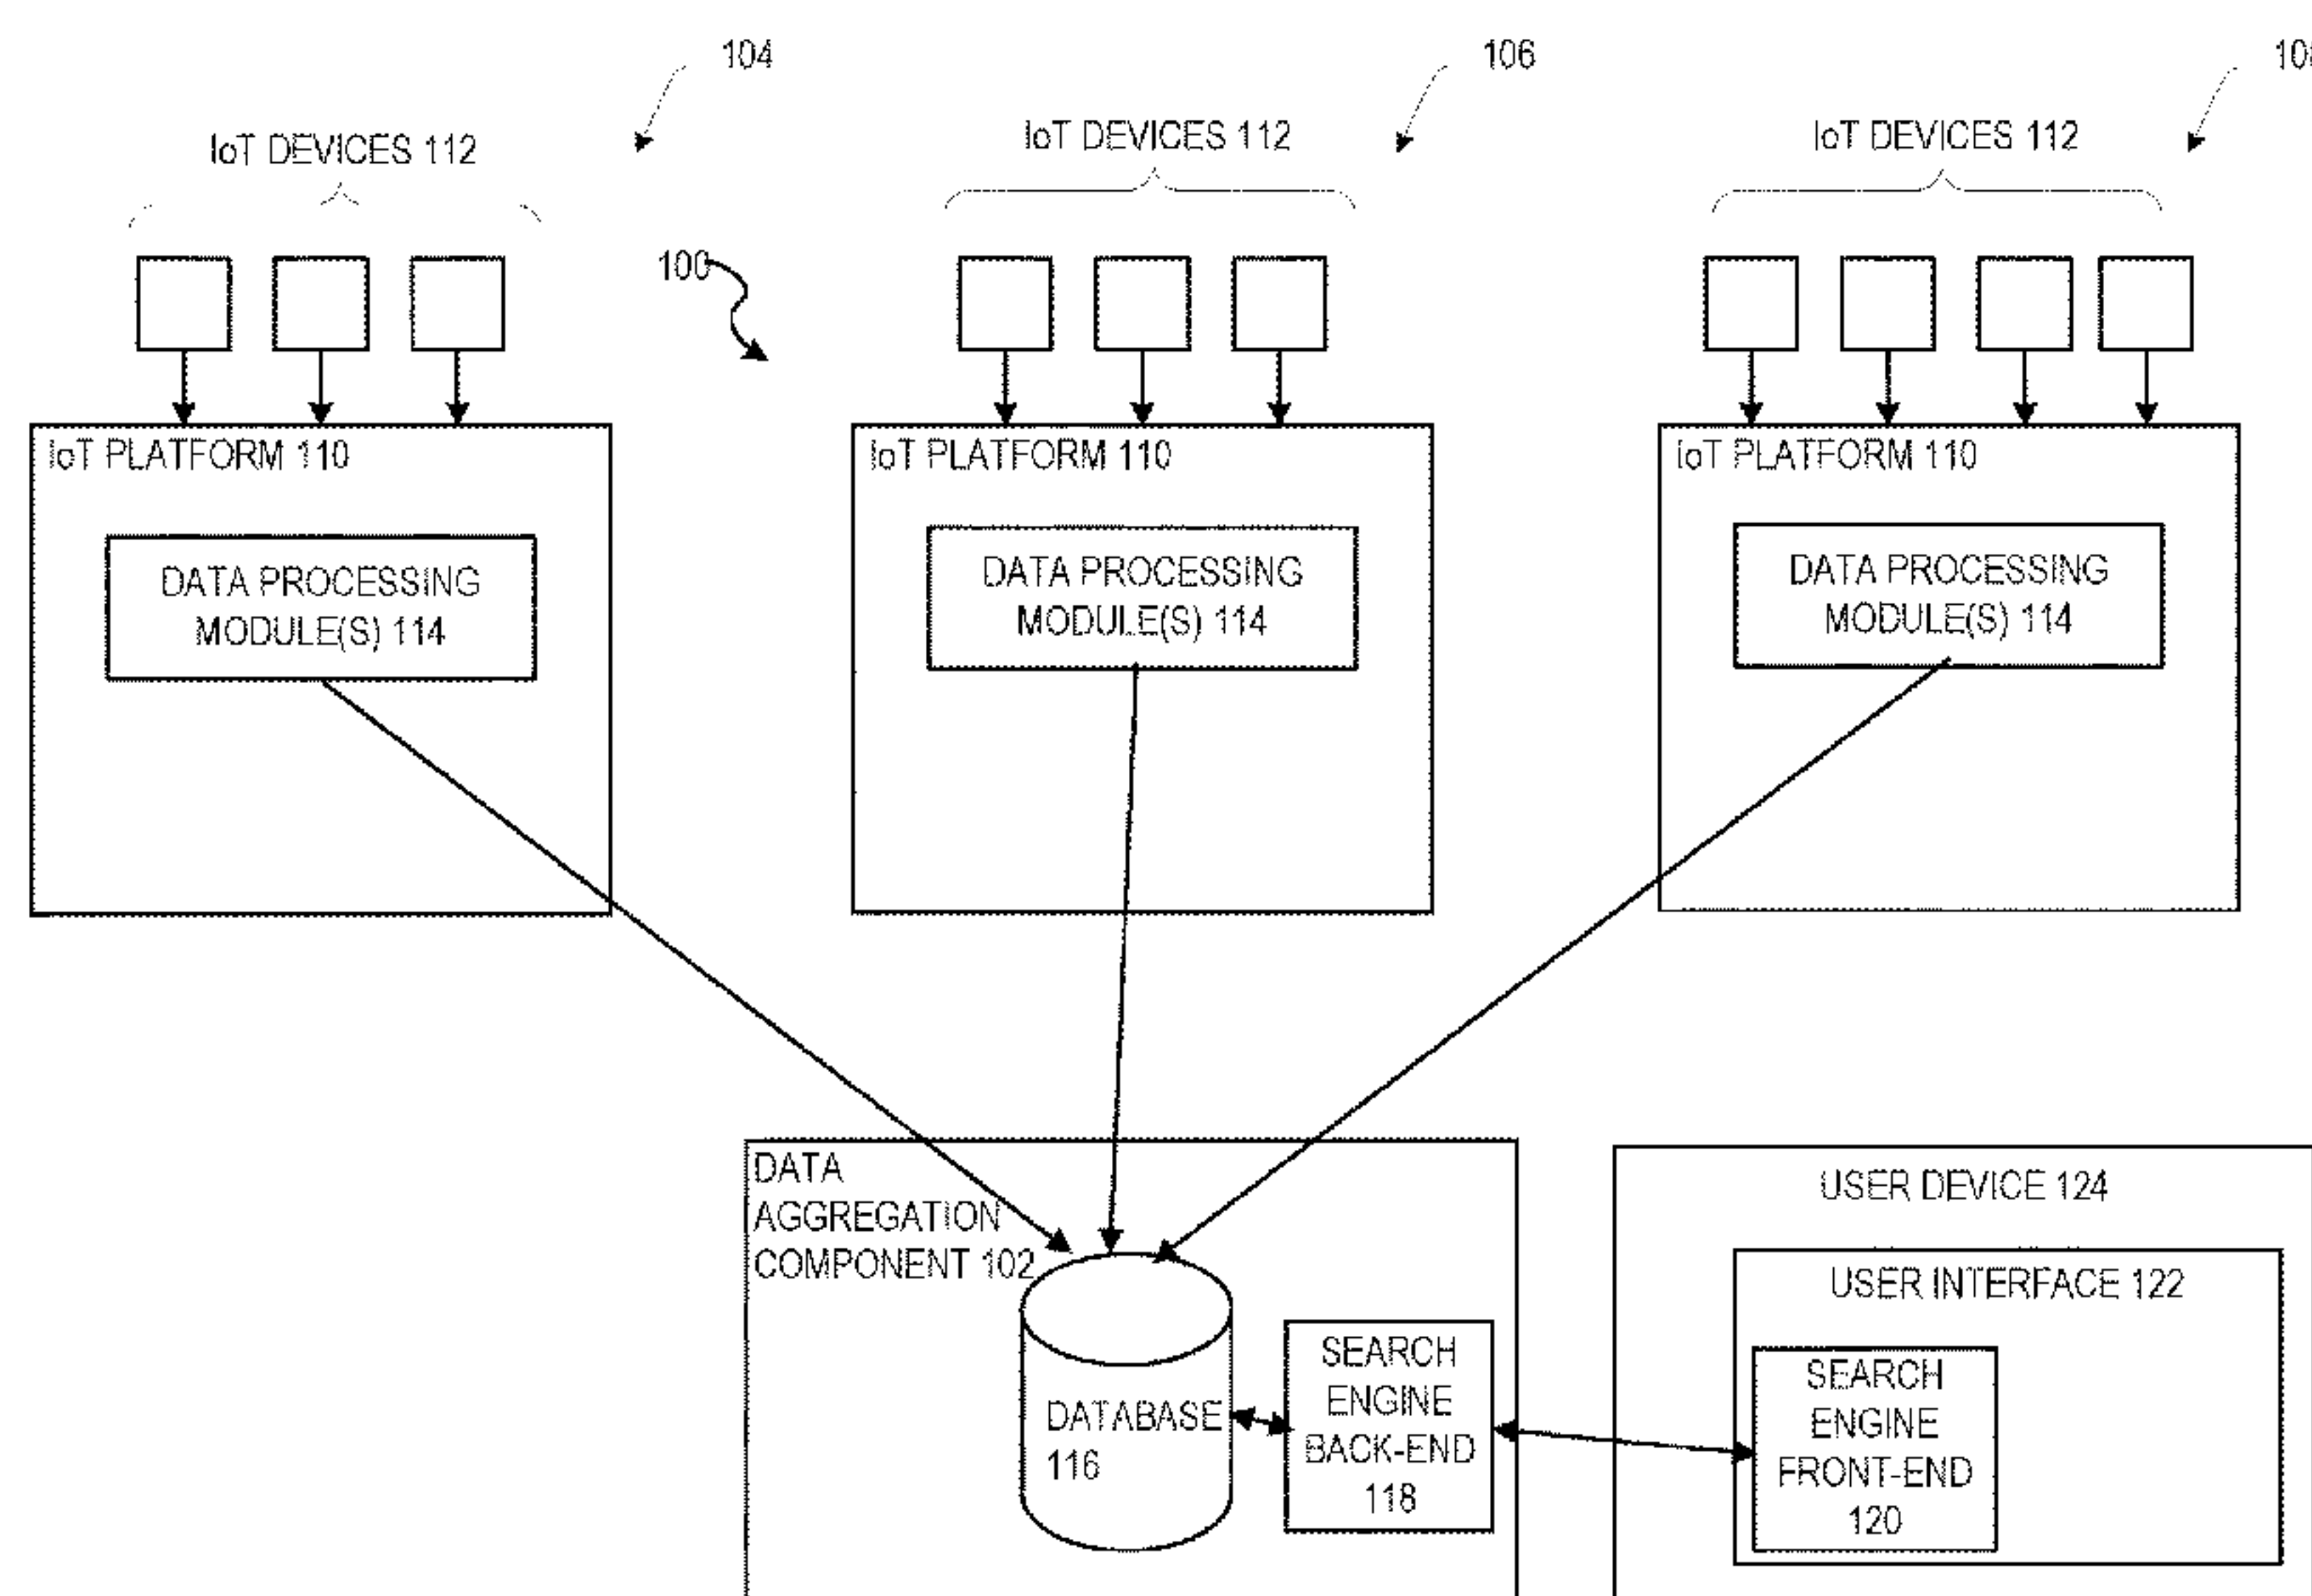 104
106
IoT DEVICES 112
IoT DEVICES 112
IoT DEVICES 112
100
IoT PLATFORM 110
IoT PLATFORM 110
IoT PLATFORM 110
DATA PROCESSING
MODULE(S) 114
DATA PROCESSING
MODULE(S) 114
DATA PROCESSING
MODULE(S) 114
DATA
AGGREGATION
COMPONENT 102
DATABASE
116
SEARCH
ENGINE
BACK-END
118
USER DEVICE 124
USER INTERFACE 122
SEARCH
ENGINE
FRONT-END
120